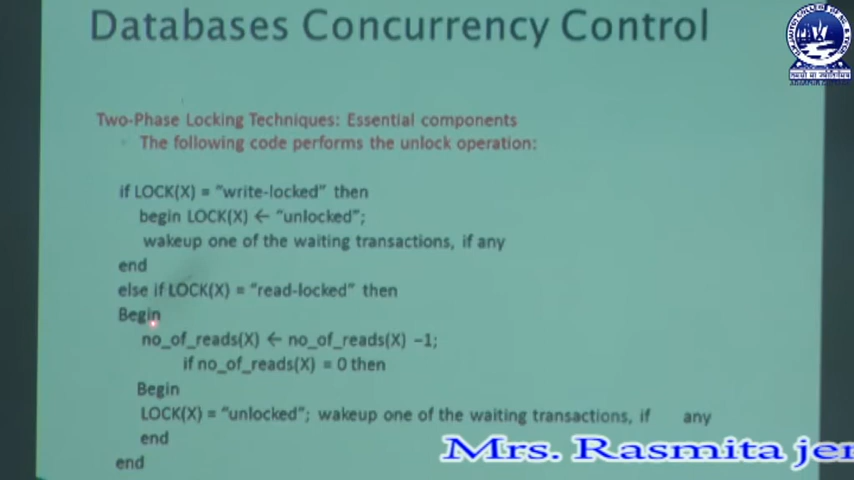 Databases Concurrency Control
Two-Phase Locking Techniques: Essential components
The following code performs the unlock operation:
if LOCK(X) = “write-locked” then
begin LOCK(X) ← “unlocked”;
wakeup one of the waiting transactions, if any
end
else if LOCK(X) = “read-locked” then
Begin
no_of_reads(X) ← no_of_reads(X) –1;
if no_of_reads(X) = 0 then
Begin
LOCK(X) = “unlocked”; wakeup one of the waiting transactions, if any
end
end
Mrs. Rasmita jen